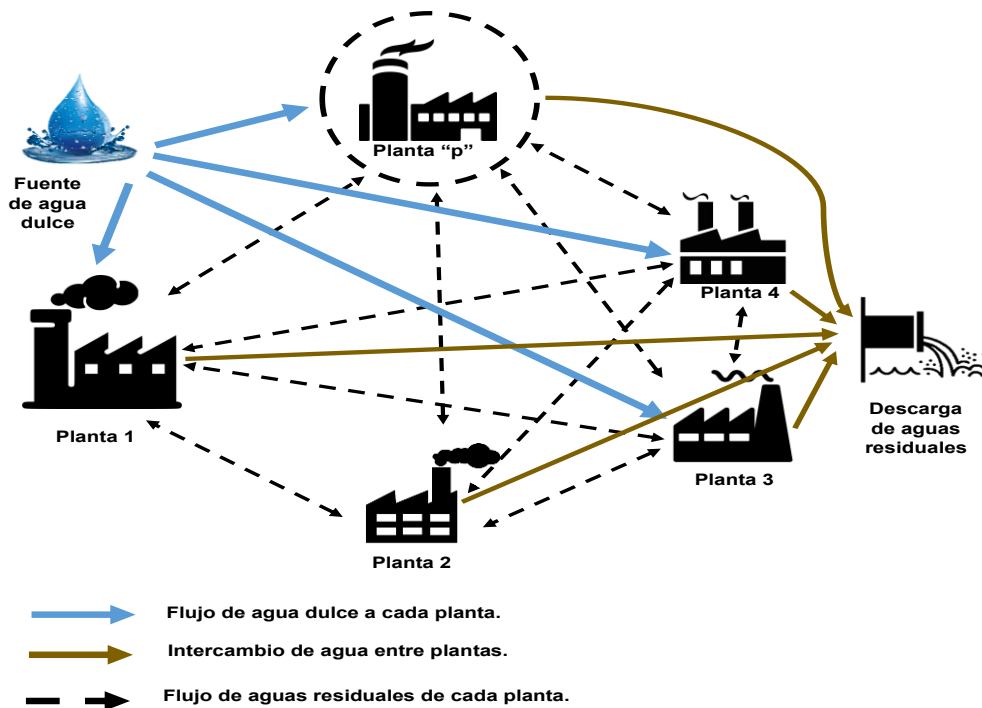 Planta “p”
Fuente
de agua
dulce
Planta 4
Planta 1
Descarga
de aguas
residuales
Planta 3
Planta 2
Flujo de agua dulce a cada planta.
Intercambio de agua entre plantas.
Flujo de aguas residuales de cada planta.